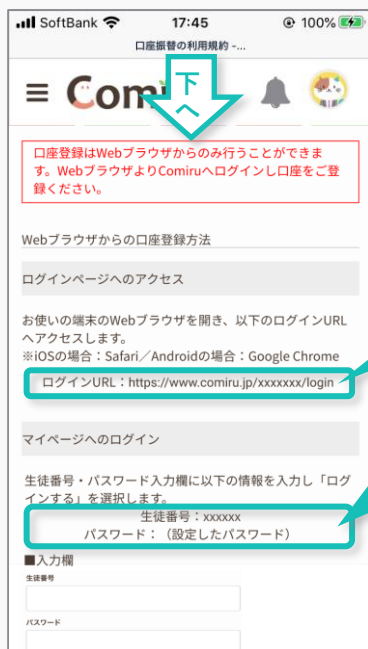 SoftBank 17:45 100%
口座振替の利用規約 -...
Com
下
へ
口座登録はWebブラウザからのみ行うことができま
す。WebブラウザよりComiruへログインし口座をご登
録ください。
Webブラウザからの口座登録方法
ログインページへのアクセス
お使いの端末のWebブラウザを開き、以下のログインURL
へアクセスします。
※iOSの場合：Safari／Androidの場合：Google Chrome
ログインURL：https://www.comiru.jp/xxxxxxx/login
マイページへのログイン
生徒番号・パスワード入力欄に以下の情報を入力し「ログ
インする」を選択します。
生徒番号：xxxxxx
パスワード：（設定したパスワード）
■入力欄
生徒番号
パスワード